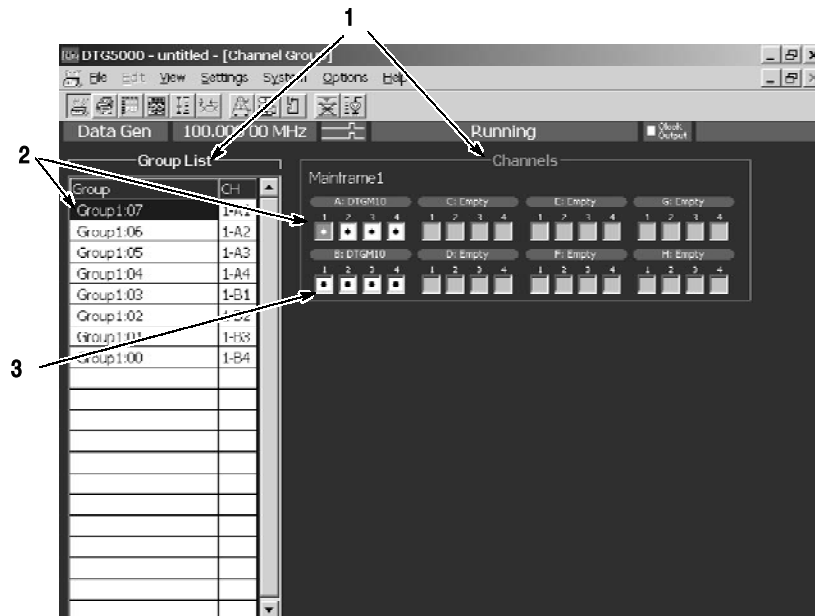 1
DTG5000 - untitled - [Channel Group]
File Edit View Settings System Options Help
Data Gen 100.000000 MHz Running Clock Output
2
Group List
Channels
Mainframe1
Group CH
A: DTGM10 C: Empty E: Empty G: Empty
1 2 3 4 1 2 3 4 1 2 3 4 1 2 3 4
Group1:07 1-A1
Group1:06 1-A2
B: DTGM10 D: Empty F: Empty H: Empty
1 2 3 4 1 2 3 4 1 2 3 4 1 2 3 4
Group1:05 1-A3
Group1:04 1-A4
Group1:03 1-B1
Group1:02 1-B2
Group1:01 1-B3
Group1:00 1-B4
3